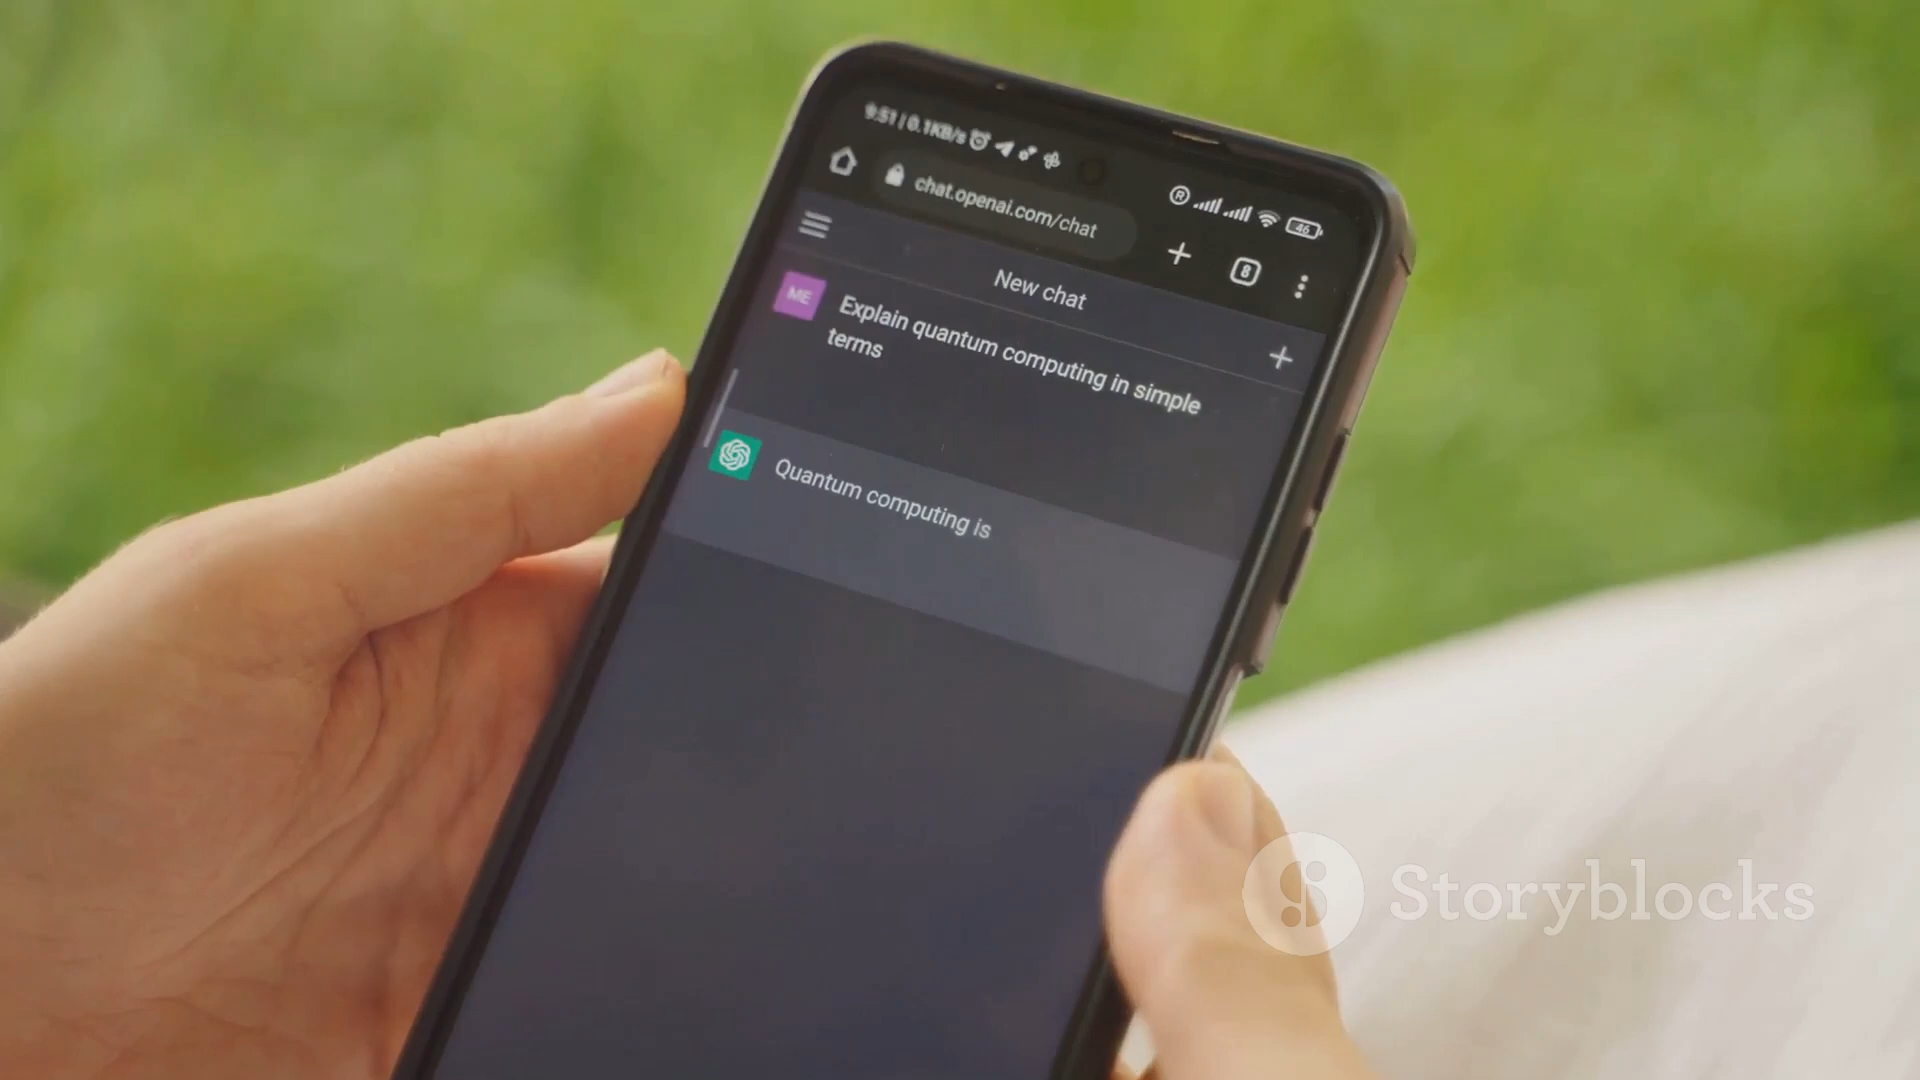 9:51 | 0.1KB/s
R
46
chat.openai.com/chat
8
New chat
ME
Explain quantum computing in simple
terms
Quantum computing is
Storyblocks